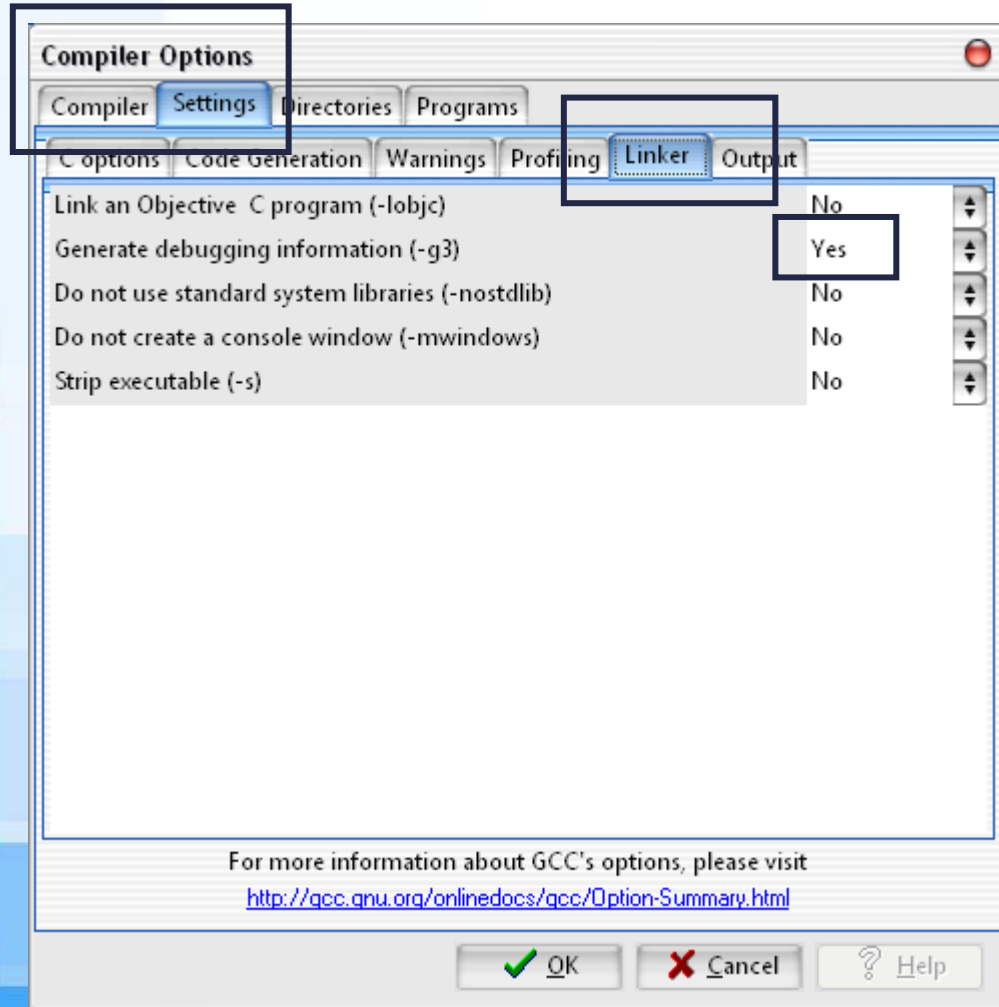 Compiler Options
Compiler Settings Directories Programs
C options Code Generation Warnings Profiling Linker Output
Link an Objective C program (-lobjc) No
Generate debugging information (-g3) Yes
Do not use standard system libraries (-nostdlib) No
Do not create a console window (-mwindows) No
Strip executable (-s) No
For more information about GCC's options, please visit
http://gcc.gnu.org/onlinedocs/gcc/Option-Summary.html
OK Cancel ? Help